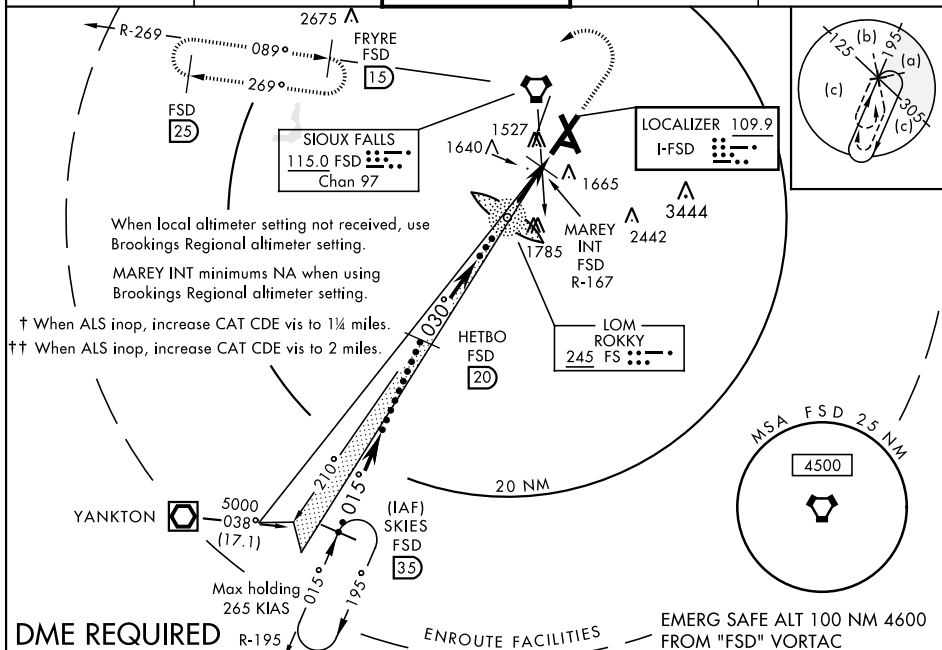 2675
R-269
089°
269°
FRYRE
FSD
15
FSD
25
SIOUX FALLS
115.0 FSD
Chan 97
1527
1640
LOCALIZER 109.9
I-FSD
(b)
195
125
(a)
(c)
305
(c)
1665
3444
2442
1785
MAREY
INT
FSD
R-167
When local altimeter setting not received, use
Brookings Regional altimeter setting.
MAREY INT minimums NA when using
Brookings Regional altimeter setting.
† When ALS inop, increase CAT CDE vis to 1¼ miles.
†† When ALS inop, increase CAT CDE vis to 2 miles.
030°
HETBO
FSD
20
LOM
ROKKY
245 FS
210°
015°
20 NM
MSA FSD 25 NM
4500
YANKTON
5000
038°
(17.1)
(IAF)
SKIES
FSD
35
Max holding
265 KIAS
015°
195°
R-195
DME REQUIRED
ENROUTE FACILITIES
EMERG SAFE ALT 100 NM 4600
FROM "FSD" VORTAC